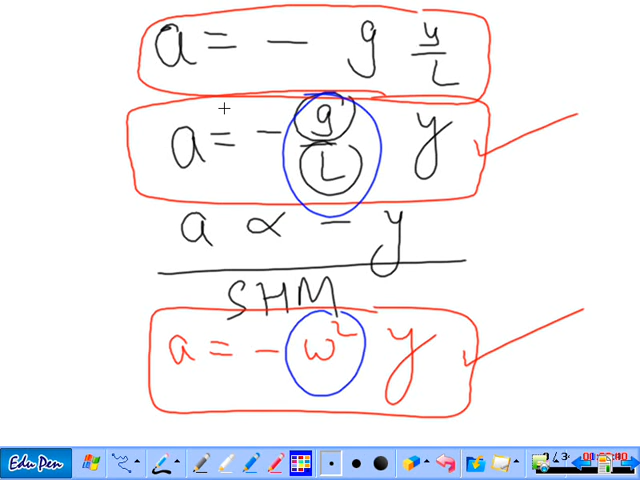 a = - g y/L
a = - g/L y
a ∝ - y
SHM
a = - ω² y
Edu Pen